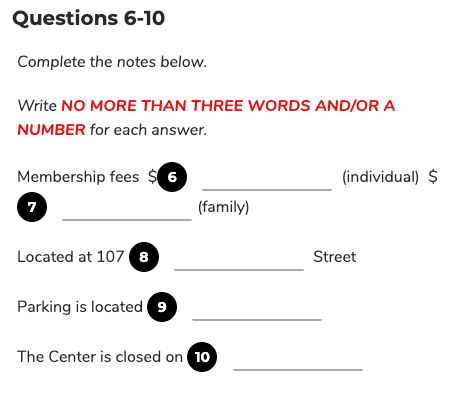 Questions 6-10
Complete the notes below.
Write NO MORE THAN THREE WORDS AND/OR A
NUMBER for each answer.
Membership fees $ 6 ____________ (individual) $
7 ____________ (family)
Located at 107 8 ____________ Street
Parking is located 9 ____________
The Center is closed on 10 ____________